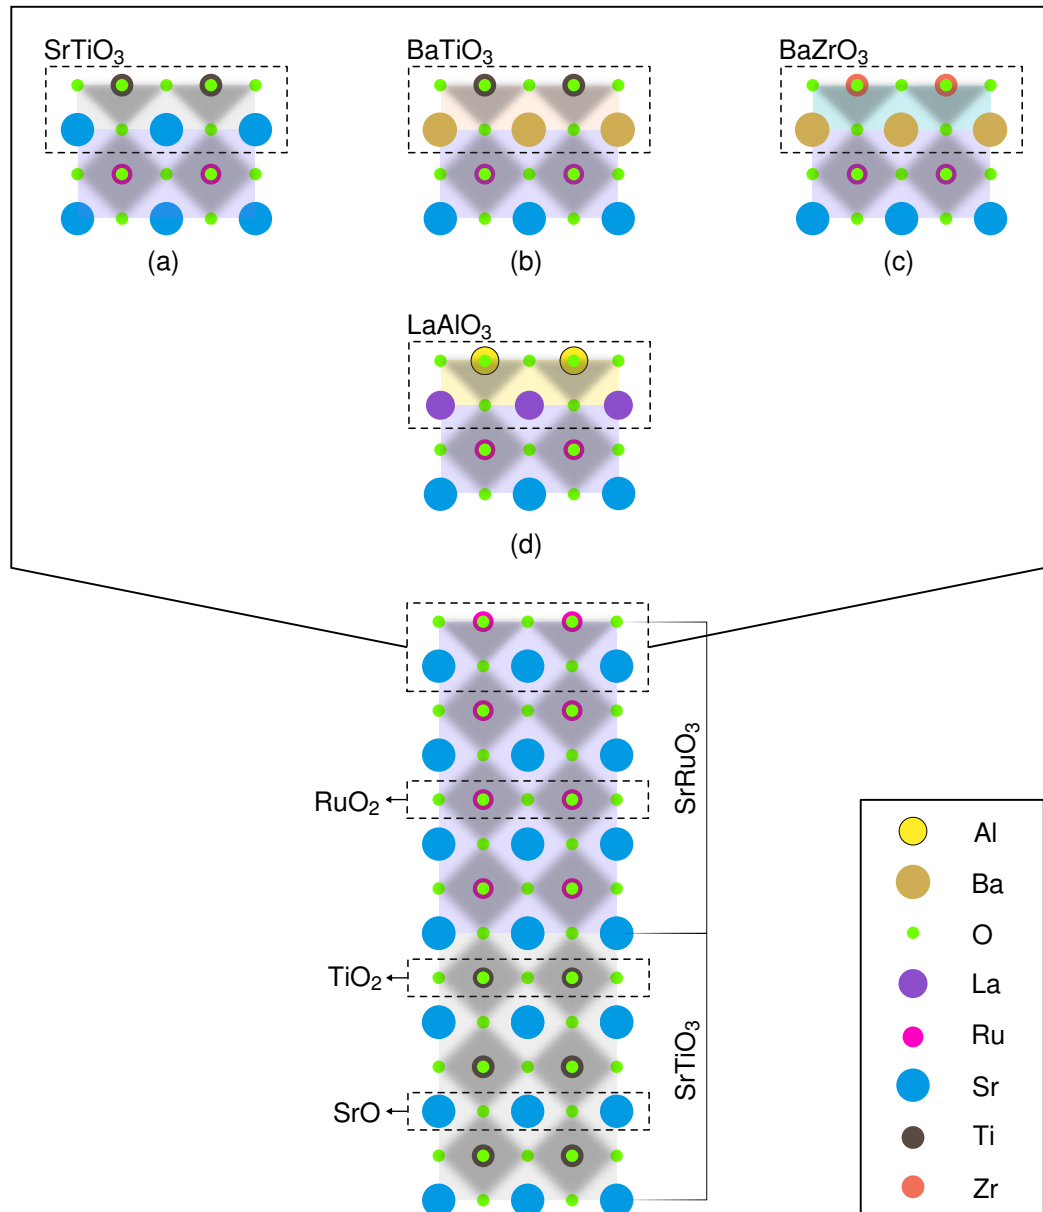 SrTiO₃ BaTiO₃ BaZrO₃
(a) (b) (c)
LaAlO₃
(d)
SrRuO₃
RuO₂
TiO₂
SrTiO₃
SrO
Al
Ba
O
La
Ru
Sr
Ti
Zr